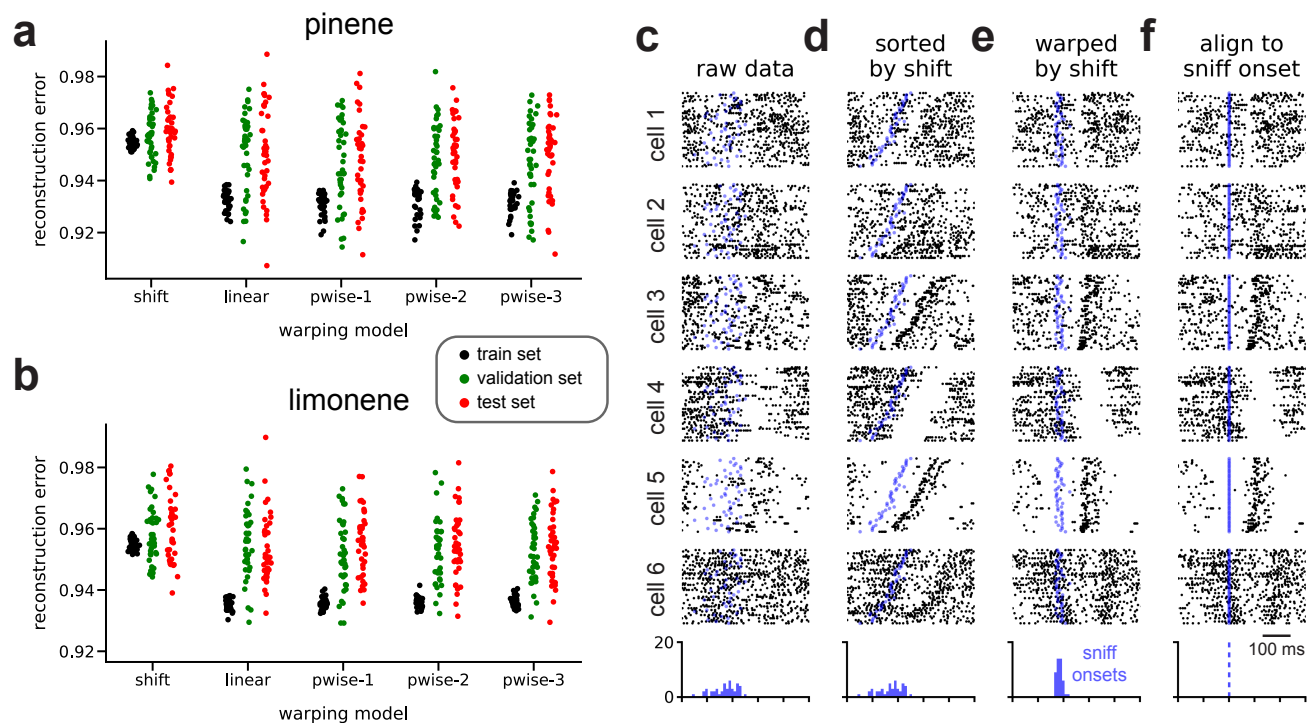 a
pinene
reconstruction error
0.98
0.96
0.94
0.92
shift
linear
pwise-1
pwise-2
pwise-3
warping model
train set
validation set
test set
b
limonene
reconstruction error
0.98
0.96
0.94
0.92
shift
linear
pwise-1
pwise-2
pwise-3
warping model
c
raw data
d
sorted
by shift
e
warped
by shift
f
align to
sniff onset
cell 1
cell 2
cell 3
cell 4
cell 5
cell 6
20
0
sniff
onsets
100 ms